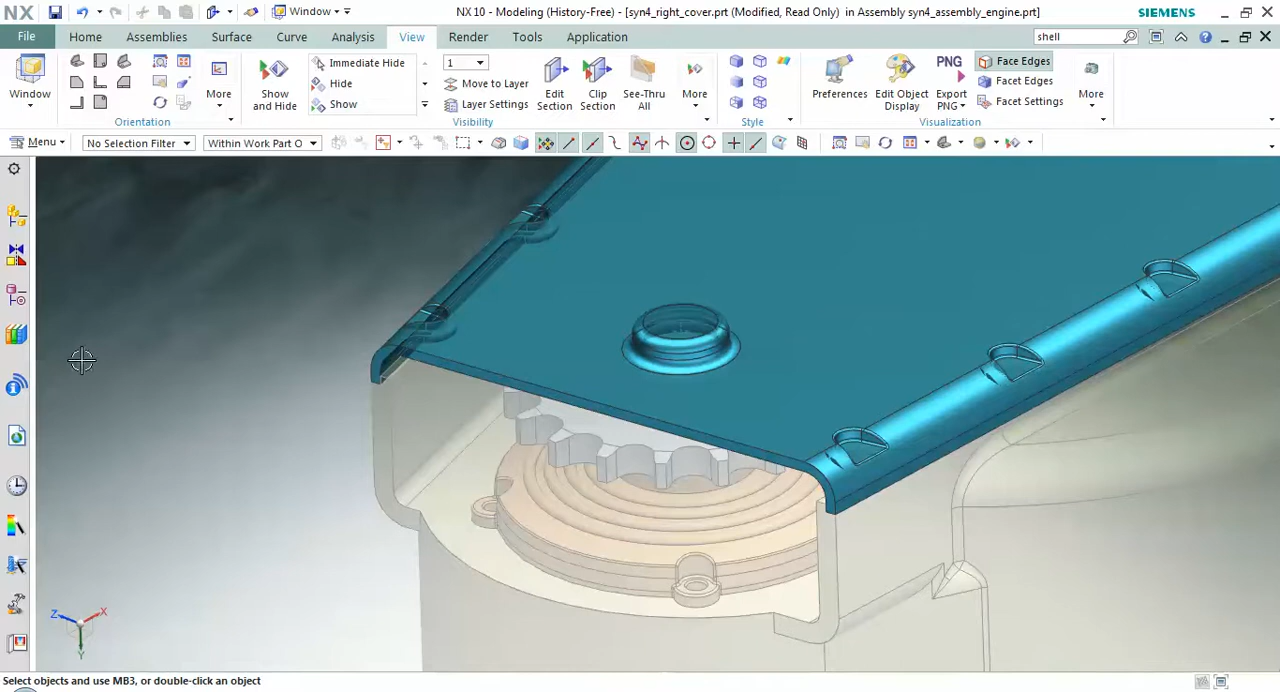 NX Window NX 10 - Modeling (History-Free) - [syn4_right_cover.prt (Modified, Read Only)  in Assembly syn4_assembly_engine.prt] SIEMENS
File Home Assemblies Surface Curve Analysis View Render Tools Application shell
Window More Show and Hide Immediate Hide Hide Show 1 Move to Layer Layer Settings Edit Section Clip Section See-Thru All More Preferences Edit Object Display PNG Export PNG Face Edges Facet Edges Facet Settings More
Orientation Visibility Style Visualization
Menu No Selection Filter Within Work Part O
Z X
Y
Select objects and use MB3, or double-click an object